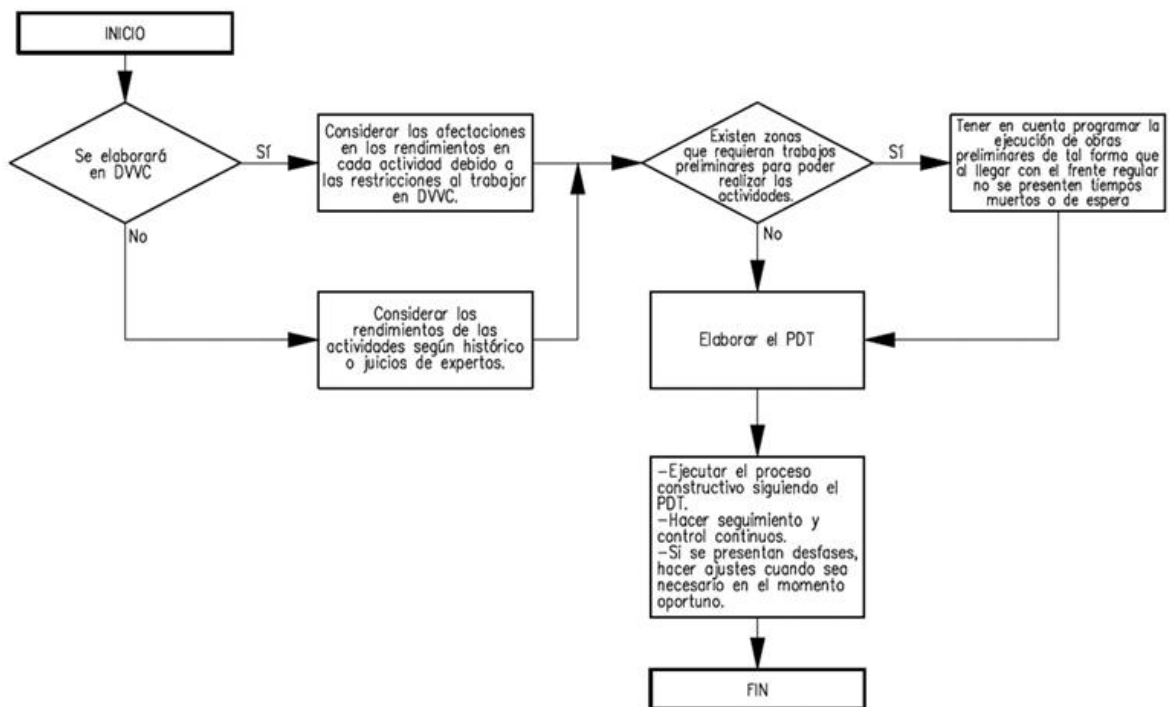 INICIO
Se elaborará
en DVVC
Sí
Considerar las afectaciones
en los rendimientos en
cada actividad debido a
las restricciones al trabajar
en DVVC.
No
Considerar los
rendimientos de las
actividades según histórico
o juicios de expertos.
Existen zonas
que requieran trabajos
preliminares para poder
realizar las
actividades.
Sí
Tener en cuenta programar la
ejecución de obras
preliminares de tal forma que
al llegar con el frente regular
no se presenten tiempos
muertos o de espera
No
Elaborar el PDT
-Ejecutar el proceso
constructivo siguiendo el
PDT.
-Hacer seguimiento y
control continuos.
-Si se presentan desfases,
hacer ajustes cuando sea
necesario en el momento
oportuno.
FIN